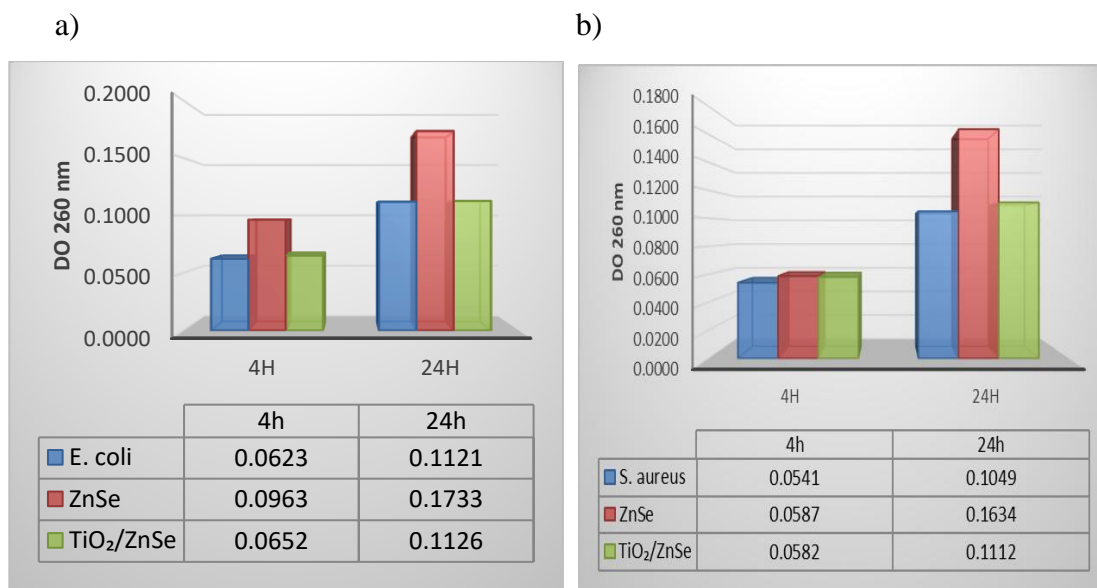 a)
0.2000
0.1500
0.1000
0.0500
0.0000
DO 260 nm
4H 24H
4h 24h
E. coli 0.0623 0.1121
ZnSe 0.0963 0.1733
TiO₂/ZnSe 0.0652 0.1126
b)
0.1800
0.1600
0.1400
0.1200
0.1000
0.0800
0.0600
0.0400
0.0200
0.0000
DO 260 nm
4H 24H
4h 24h
S. aureus 0.0541 0.1049
ZnSe 0.0587 0.1634
TiO₂/ZnSe 0.0582 0.1112